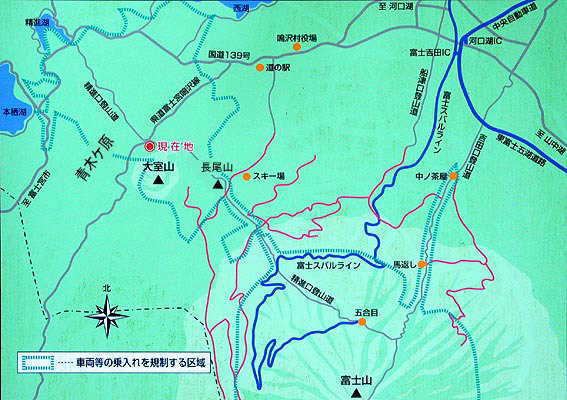 精進湖
西湖
至 河口湖
中央自動車道
鳴沢村役場
国道139号
富士吉田IC
河口湖IC
道の駅
精進口登山道
県道富士宮鳴沢線
船津口登山道
富士スバルライン
本栖湖
吉田口登山道
至 山中湖
東富士五湖道路
現在地
青木ケ原
大室山
長尾山
スキー場
中ノ茶屋
至 富士宮市
富士スバルライン
馬返し
精進口登山道
北
五合目
車両等の乗入れを規制する区域
富士山